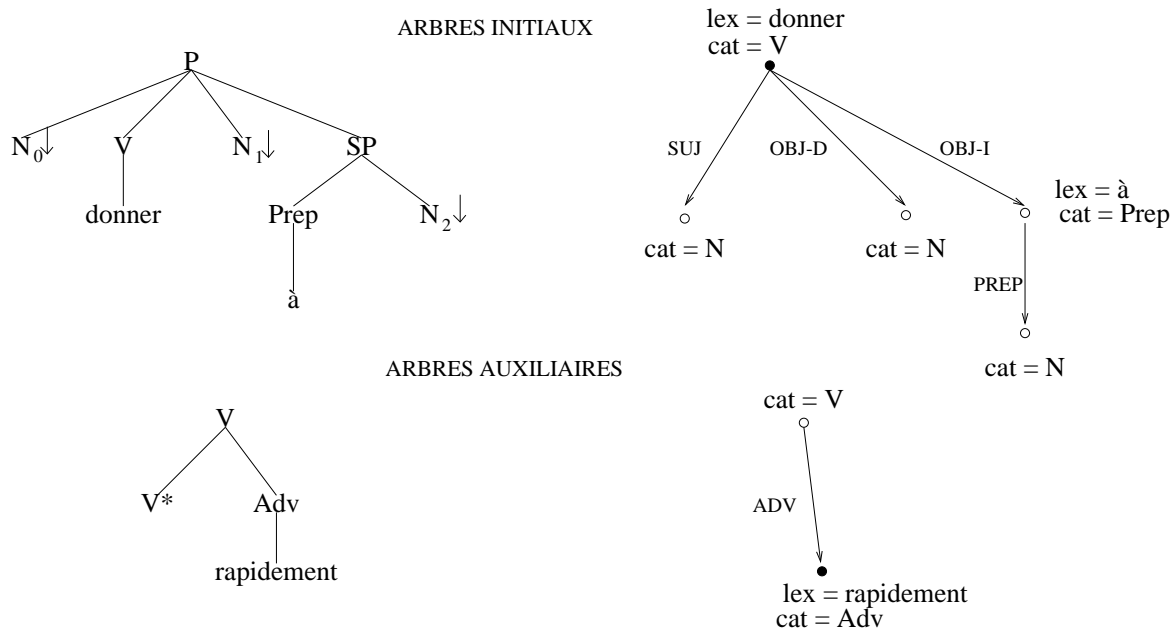 ARBRES INITIAUX
lex = donner
cat = V
P
N0↓ V N1↓ SP
SUJ OBJ-D OBJ-I
donner Prep N2↓
lex = à
cat = Prep
cat = N cat = N
à
PREP
cat = N
ARBRES AUXILIAIRES
V
cat = V
V* Adv
ADV
rapidement
lex = rapidement
cat = Adv